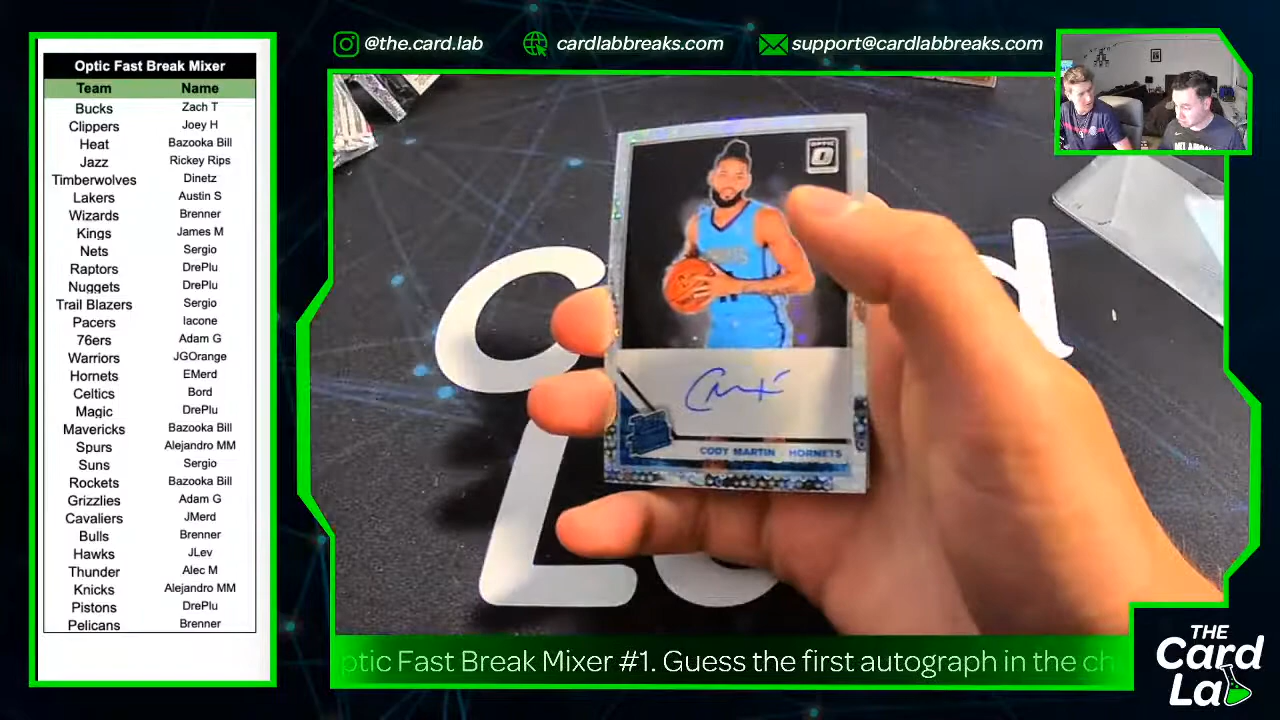 @the.card.lab
cardlabbreaks.com
support@cardlabbreaks.com
Optic Fast Break Mixer
Team Name
Bucks Zach T
Clippers Joey H
Heat Bazooka Bill
Jazz Rickey Rips
Timberwolves Dinetz
Lakers Austin S
Wizards Brenner
Kings James M
Nets Sergio
Raptors DrePlu
Nuggets DrePlu
Trail Blazers Sergio
Pacers Iacone
76ers Adam G
Warriors JGOrange
Hornets EMerd
Celtics Bord
Magic DrePlu
Mavericks Bazooka Bill
Spurs Alejandro MM
Suns Sergio
Rockets Bazooka Bill
Grizzlies Adam G
Cavaliers JMerd
Bulls Brenner
Hawks JLev
Thunder Alec M
Knicks Alejandro MM
Pistons DrePlu
Pelicans Brenner
OPTIC
CODY MARTIN HORNETS
ptic Fast Break Mixer #1. Guess the first autograph in the ch
THE
Card
Lab